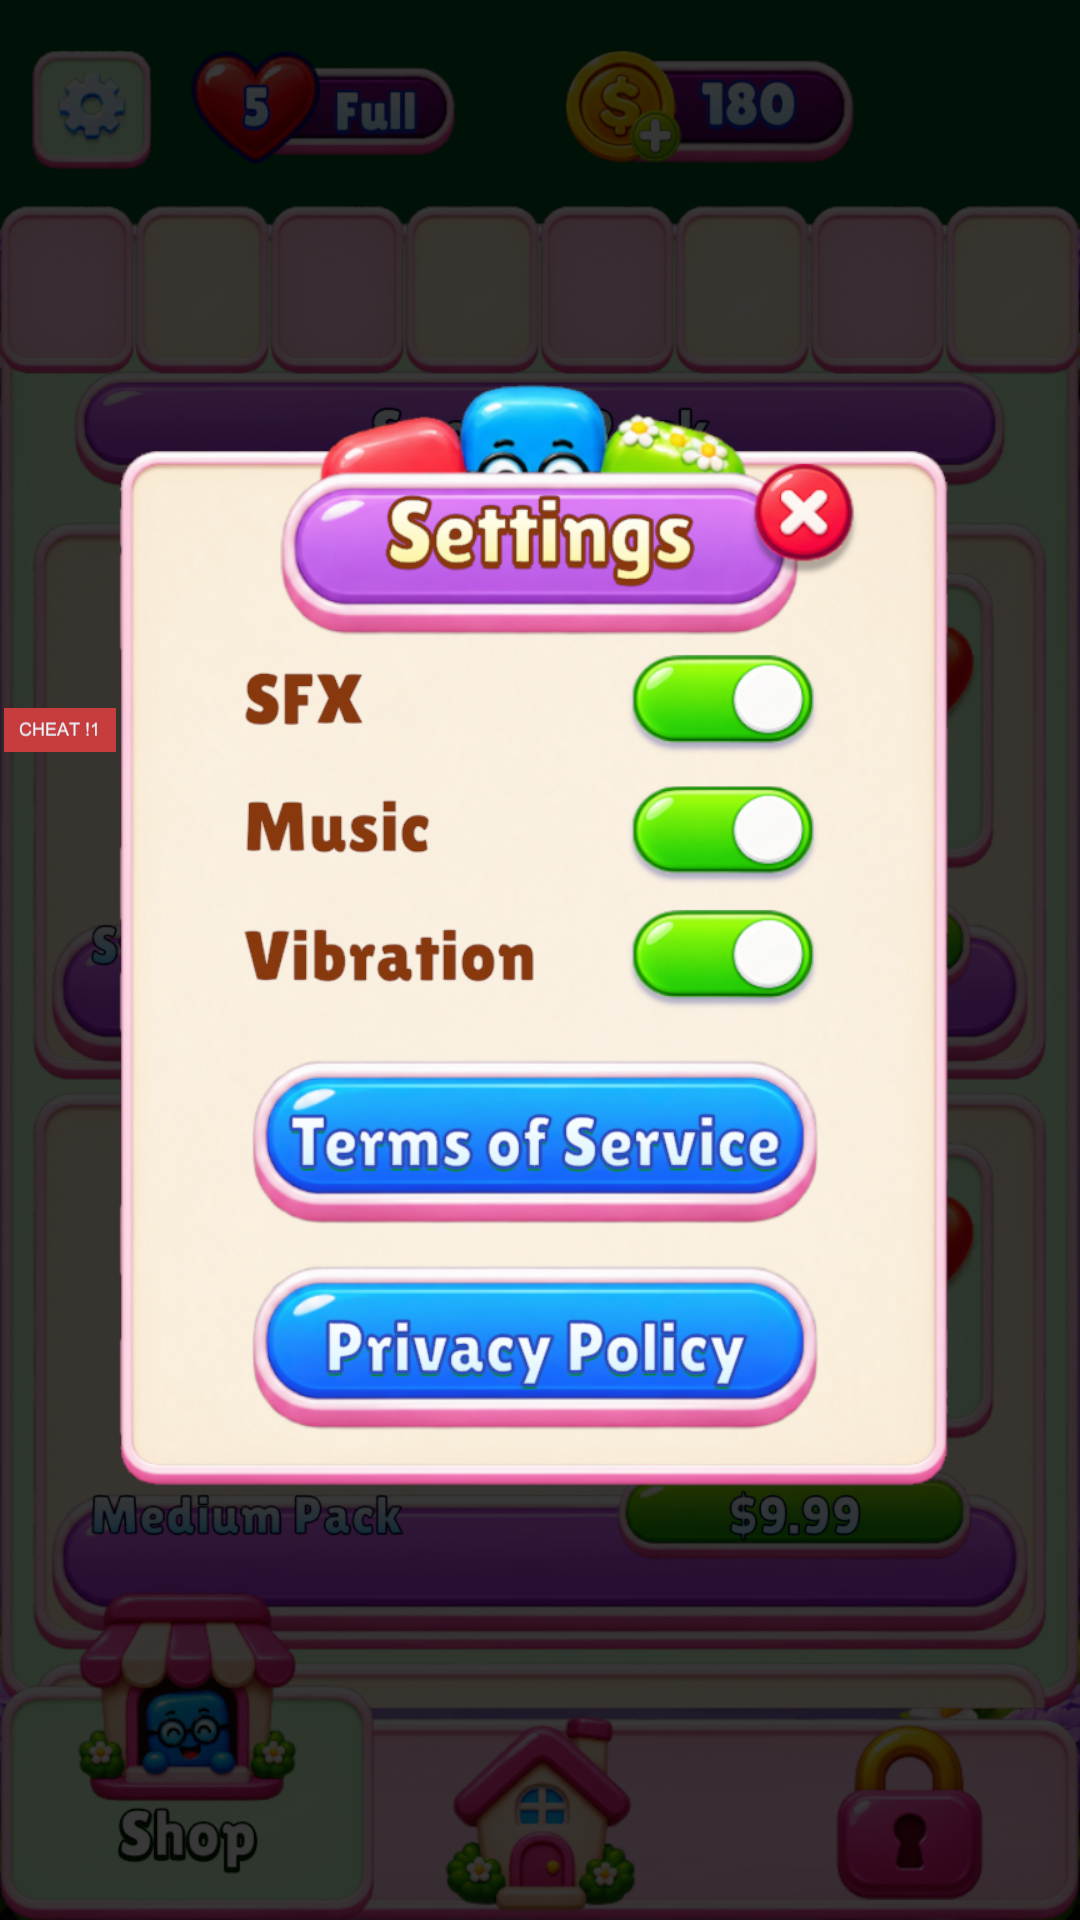 5 Full
180
Settings
SFX
CHEAT !1
Music
Vibration
Terms of Service
Privacy Policy
Medium Pack
$9.99
Shop